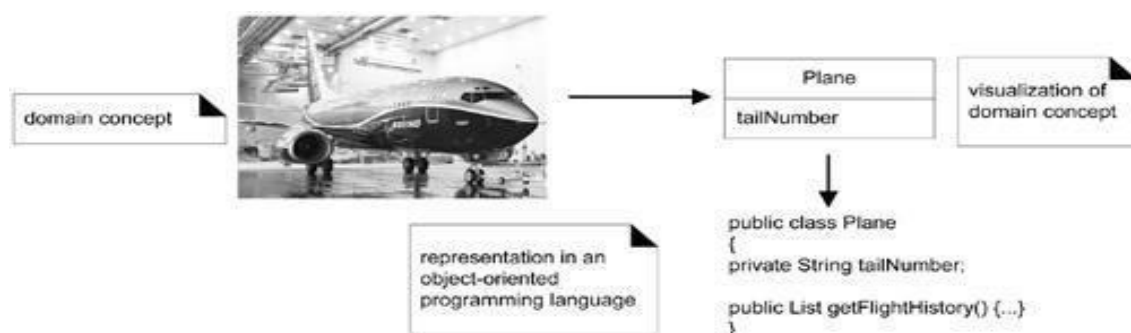 domain concept
Plane
tailNumber
visualization of
domain concept
representation in an
object-oriented
programming language
public class Plane
{
private String tailNumber;
public List getFlightHistory() {...}
}